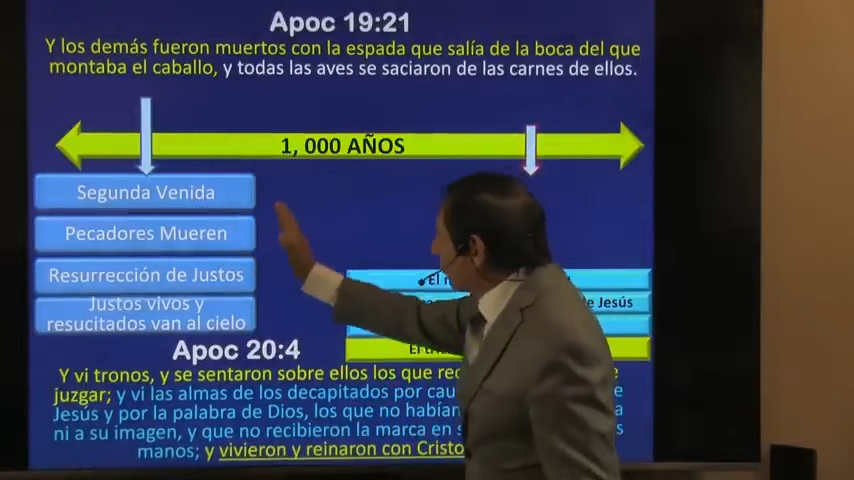 Apoc 19:21
Y los demás fueron muertos con la espada que salía de la boca del que
montaba el caballo, y todas las aves se saciaron de las carnes de ellos.
1, 000 AÑOS
Segunda Venida
Pecadores Mueren
Resurrección de Justos
Justos vivos y
resucitados van al cielo
El
de Jesús
Apoc 20:4
Y vi tronos, y se sentaron sobre ellos los que
juzgar; y vi las almas de los decapitados por
Jesús y por la palabra de Dios, los que no habían
ni a su imagen, y que no recibieron la marca en
manos; y vivieron y reinaron con Cristo